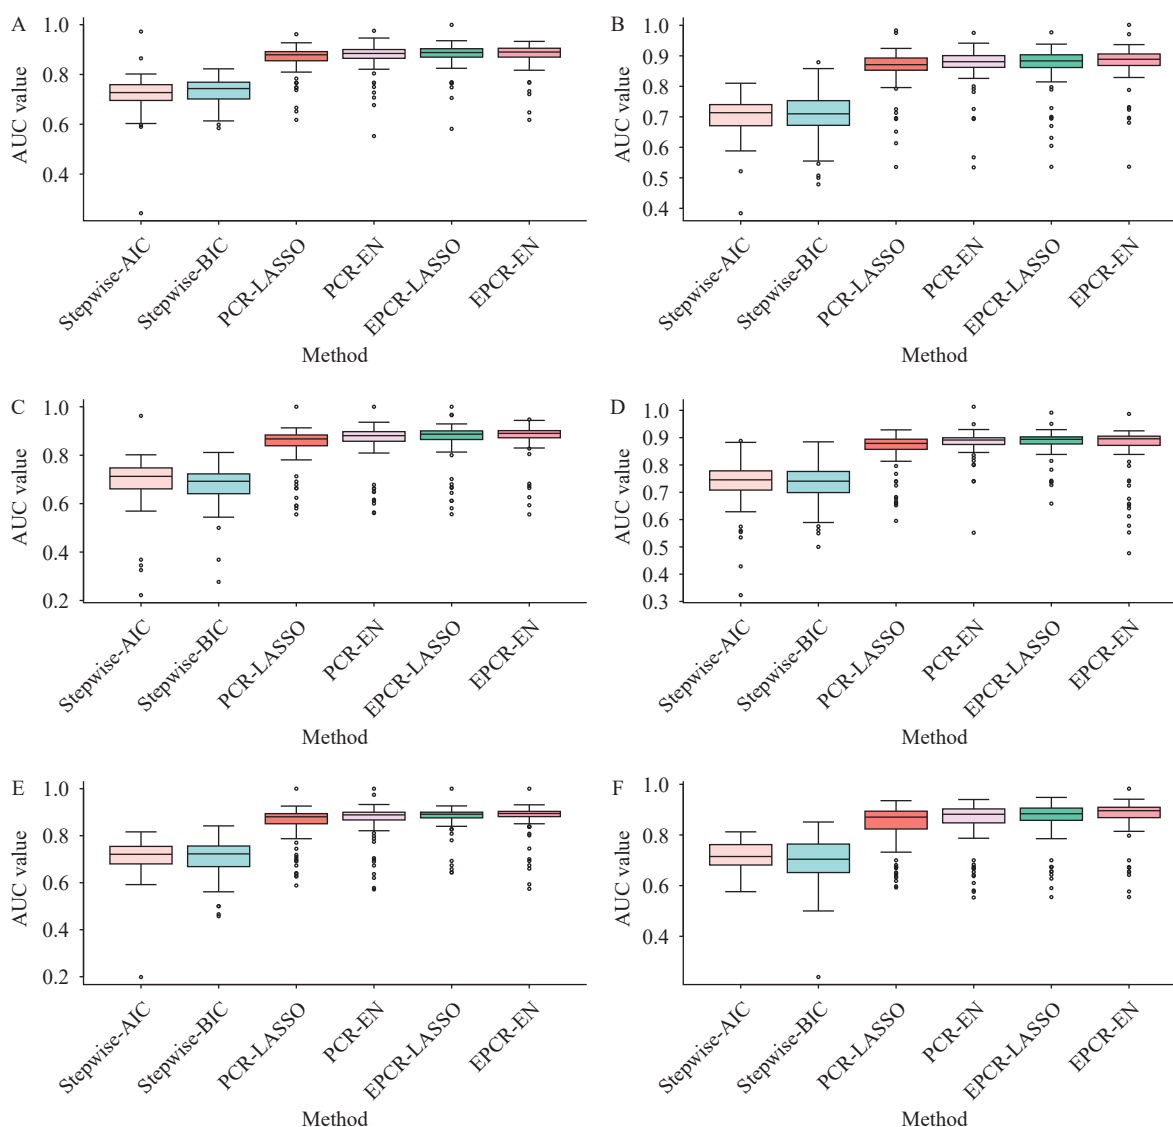 A
1.0
0.8
0.6
0.4
AUC value
Stepwise-AIC
Stepwise-BIC
PCR-LASSO
PCR-EN
EPCR-LASSO
EPCR-EN
Method
B
1.0
0.9
0.8
0.7
0.6
0.5
0.4
AUC value
Stepwise-AIC
Stepwise-BIC
PCR-LASSO
PCR-EN
EPCR-LASSO
EPCR-EN
Method
C
1.0
0.8
0.6
0.4
0.2
AUC value
Stepwise-AIC
Stepwise-BIC
PCR-LASSO
PCR-EN
EPCR-LASSO
EPCR-EN
Method
D
1.0
0.9
0.8
0.7
0.6
0.5
0.4
0.3
AUC value
Stepwise-AIC
Stepwise-BIC
PCR-LASSO
PCR-EN
EPCR-LASSO
EPCR-EN
Method
E
1.0
0.8
0.6
0.4
0.2
AUC value
Stepwise-AIC
Stepwise-BIC
PCR-LASSO
PCR-EN
EPCR-LASSO
EPCR-EN
Method
F
1.0
0.8
0.6
0.4
AUC value
Stepwise-AIC
Stepwise-BIC
PCR-LASSO
PCR-EN
EPCR-LASSO
EPCR-EN
Method